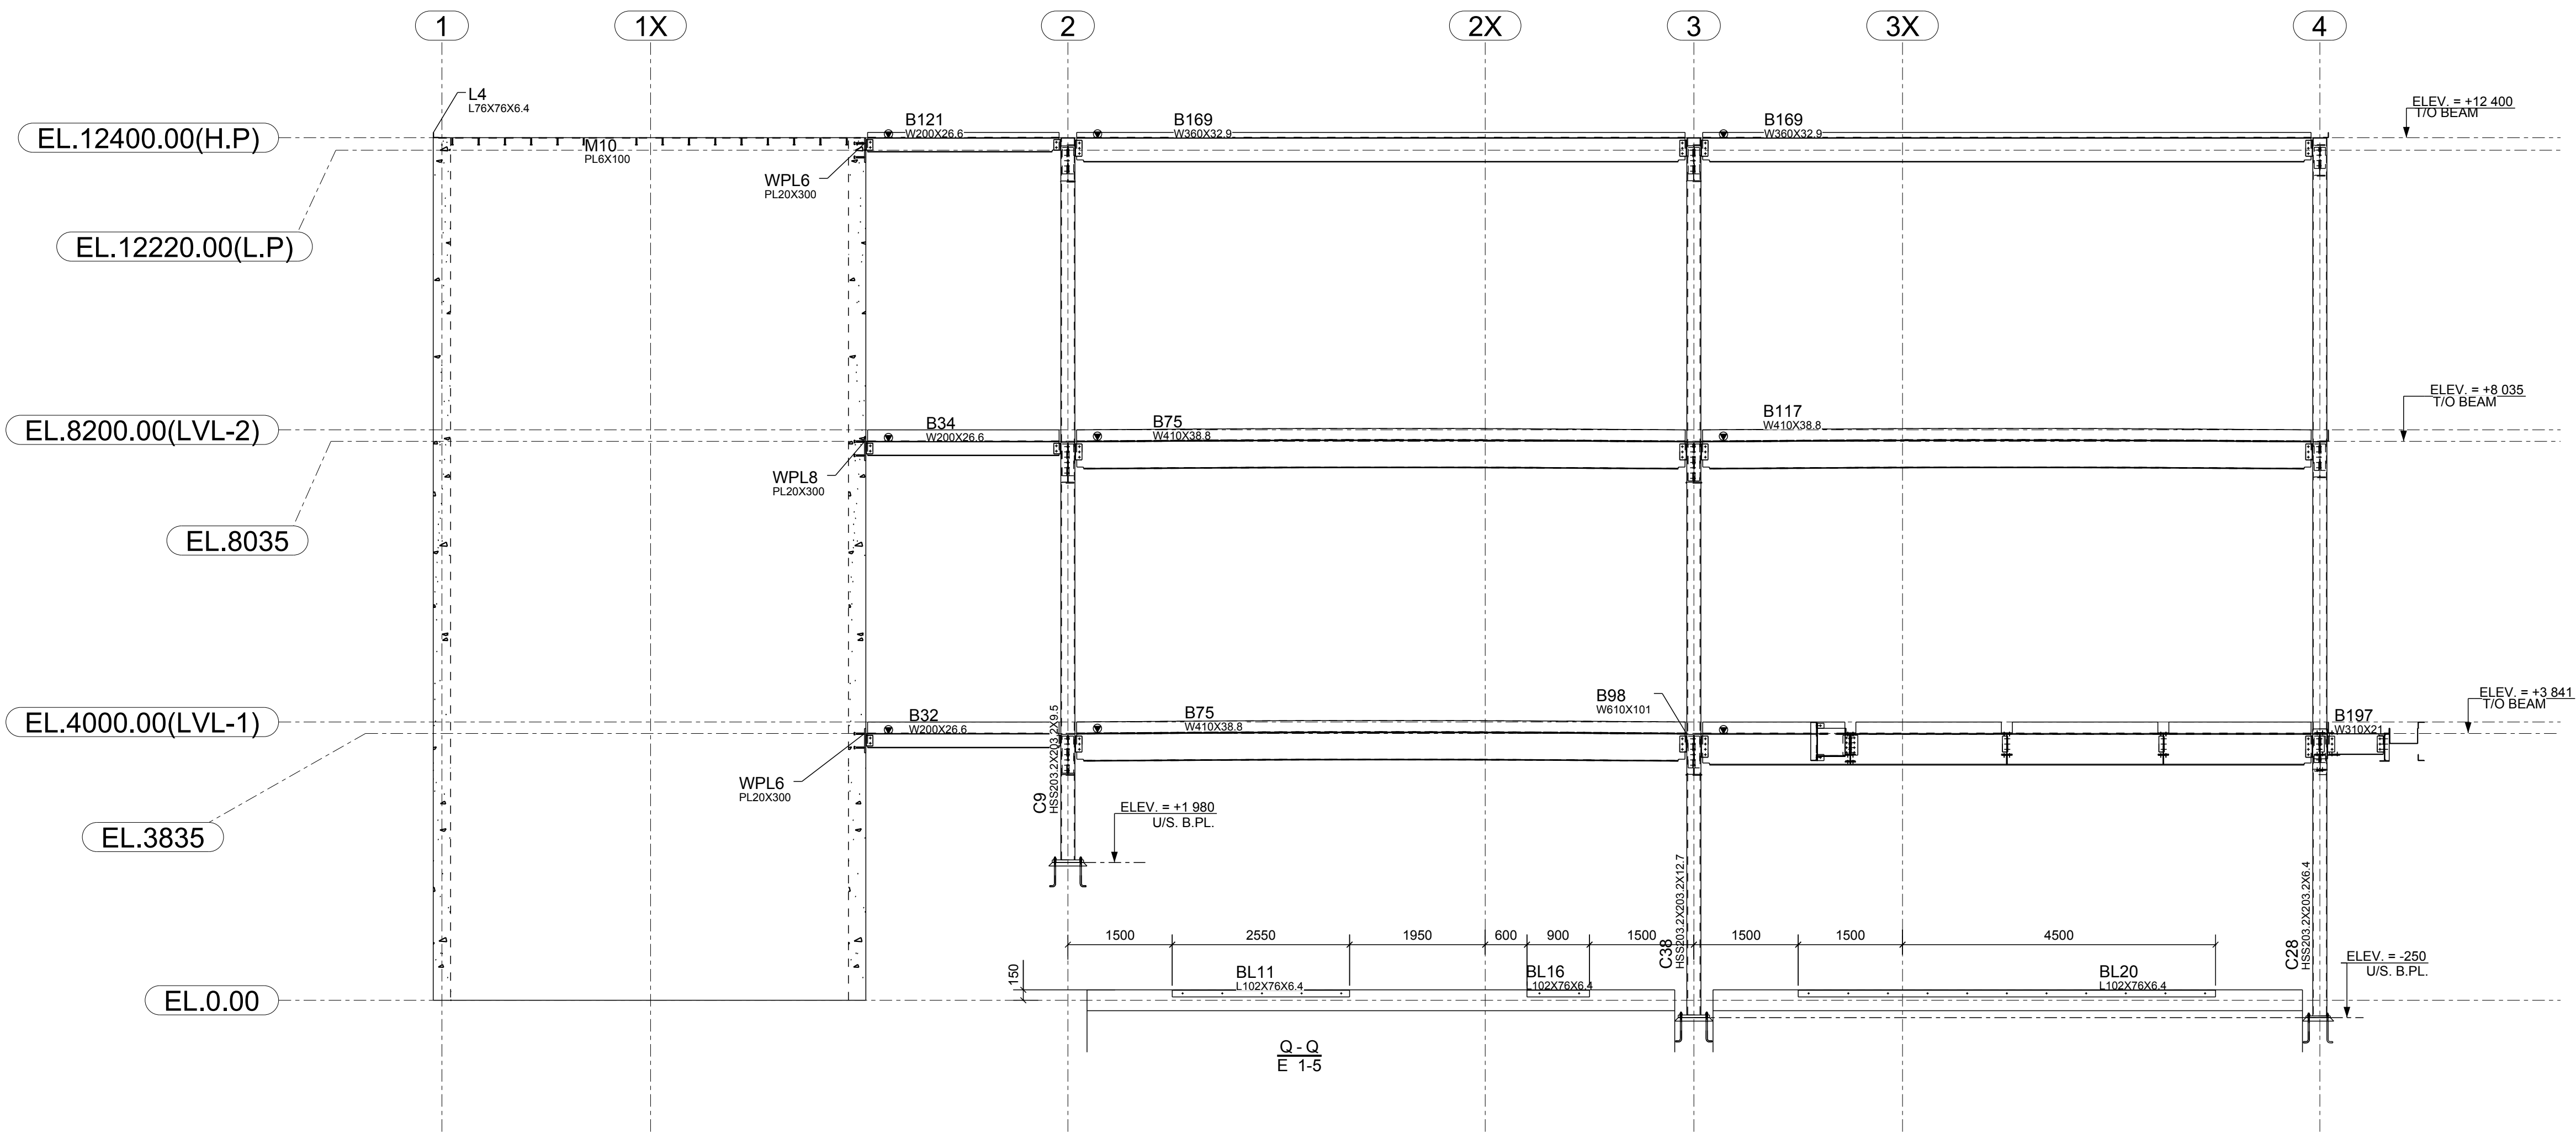 1
1X
2
2X
3
3X
4
L4
L76X76X6.4
ELEV. = +12 400
T/O BEAM
EL.12400.00(H.P)
B121
W200X26.6
B169
W360X32.9
B169
W360X32.9
M10
PL6X100
WPL6
PL20X300
EL.12220.00(L.P)
ELEV. = +8 035
T/O BEAM
EL.8200.00(LVL-2)
B34
W200X26.6
B75
W410X38.8
B117
W410X38.8
WPL8
PL20X300
EL.8035
B98
W610X101
ELEV. = +3 841
T/O BEAM
EL.4000.00(LVL-1)
B32
W200X26.6
B75
W410X38.8
B197
W310X21
WPL6
PL20X300
C9
HSS203.2X203.2X9.5
ELEV. = +1 980
U/S. B.PL.
EL.3835
C38
HSS203.2X203.2X12.7
C28
HSS203.2X203.2X6.4
1500
2550
1950
600
900
1500
1500
1500
4500
ELEV. = -250
U/S. B.PL.
150
BL11
L102X76X6.4
BL16
L102X76X6.4
BL20
L102X76X6.4
EL.0.00
Q - Q
E 1-5